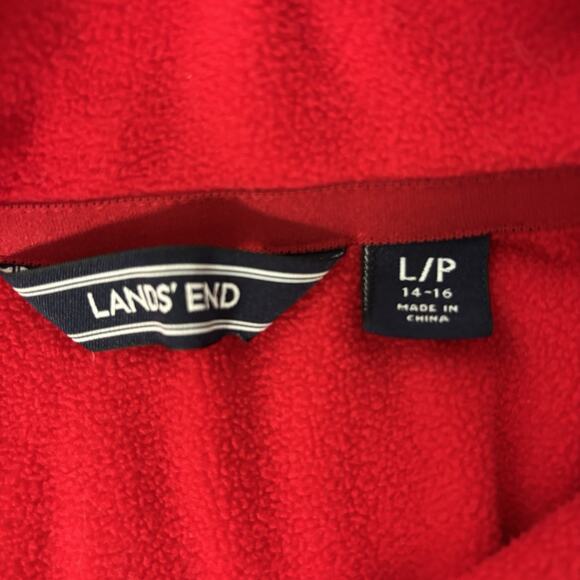 LANDS' END
L/P
14-16
MADE IN
CHINA